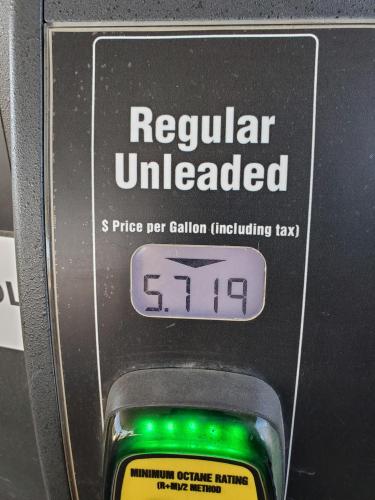 Regular
Unleaded
$ Price per Gallon (including tax)
5.719
MINIMUM OCTANE RATING
(R+M)/2 METHOD